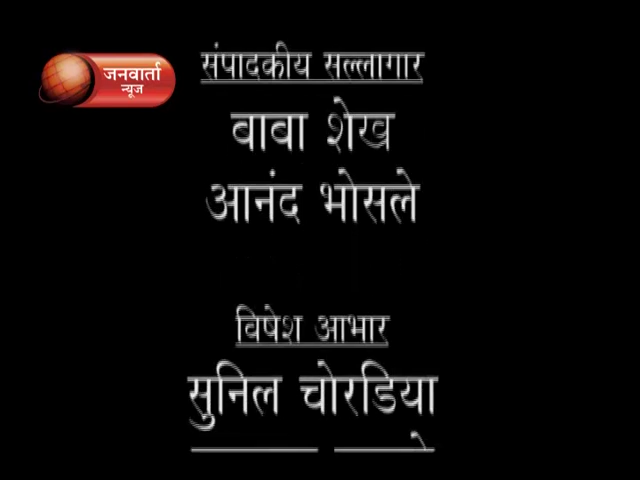 जनवार्ता
न्यूज
संपादकीय सल्लागार
बाबा शेख
आनंद भोसले
विषेश आभार
सुनिल चोरडिया